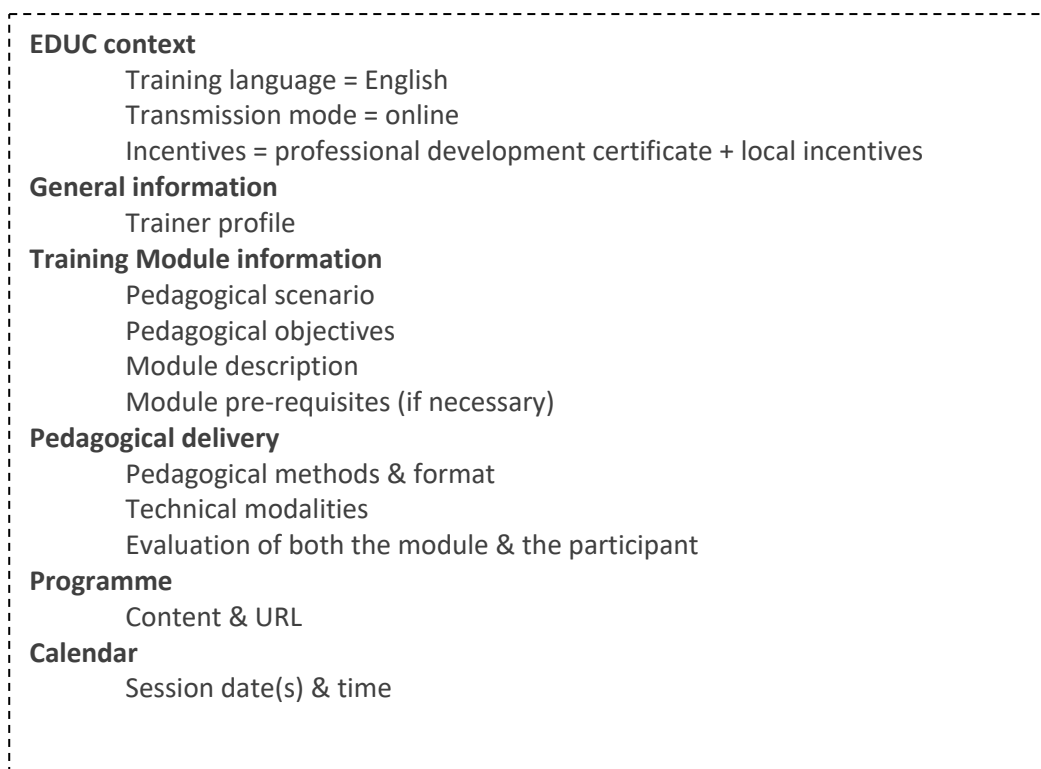 EDUC context
Training language = English
Transmission mode = online
Incentives = professional development certificate + local incentives
General information
Trainer profile
Training Module information
Pedagogical scenario
Pedagogical objectives
Module description
Module pre-requisites (if necessary)
Pedagogical delivery
Pedagogical methods & format
Technical modalities
Evaluation of both the module & the participant
Programme
Content & URL
Calendar
Session date(s) & time